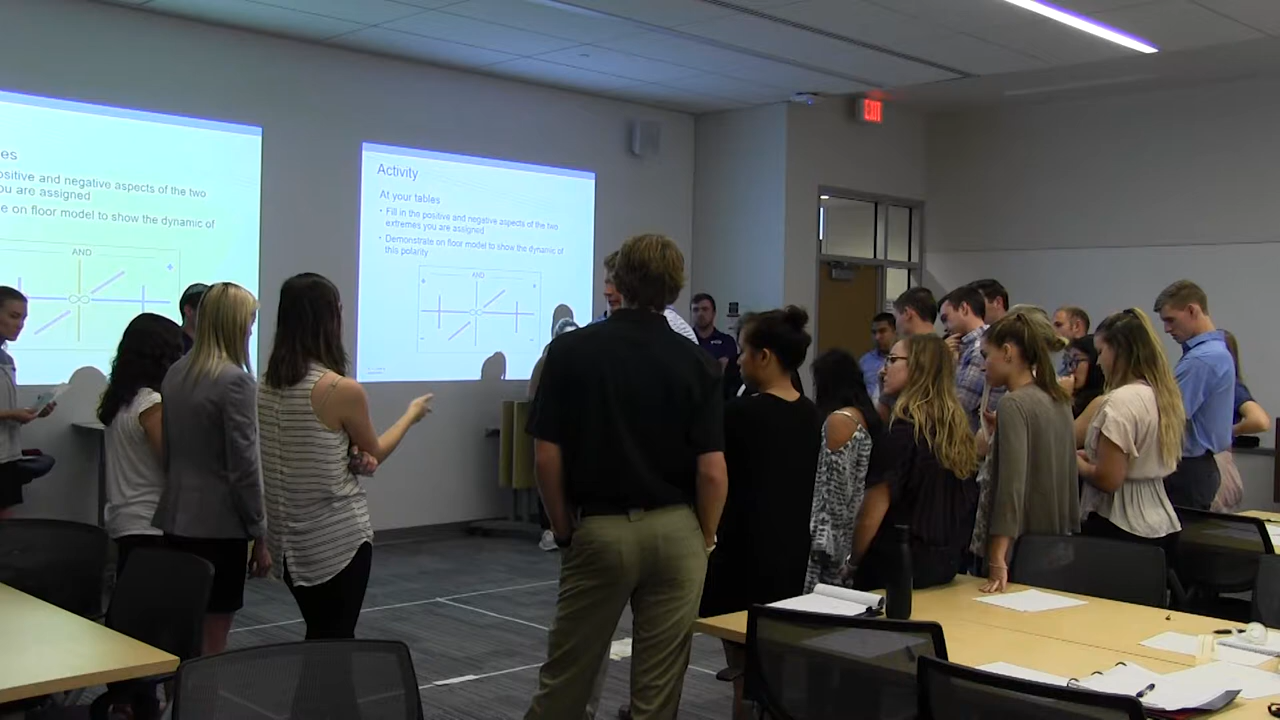 es
positive and negative aspects of the two
you are assigned
e on floor model to show the dynamic of
AND
Activity
At your tables
• Fill in the positive and negative aspects of the two
extremes you are assigned
• Demonstrate on floor model to show the dynamic of
this polarity
AND
EXIT